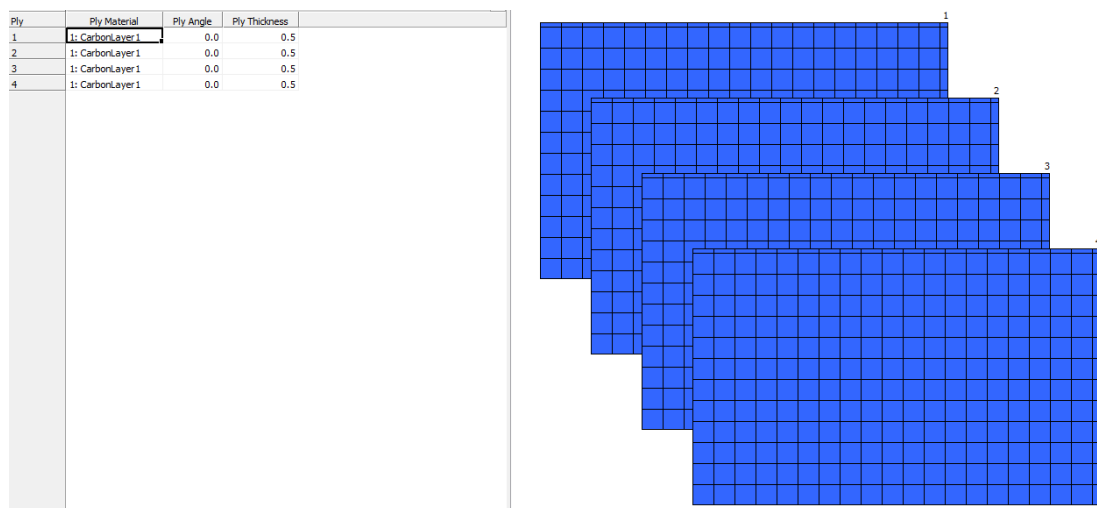 Ply Ply Material Ply Angle Ply Thickness
1 1: CarbonLayer1 0.0 0.5
2 1: CarbonLayer1 0.0 0.5
3 1: CarbonLayer1 0.0 0.5
4 1: CarbonLayer1 0.0 0.5
1
2
3